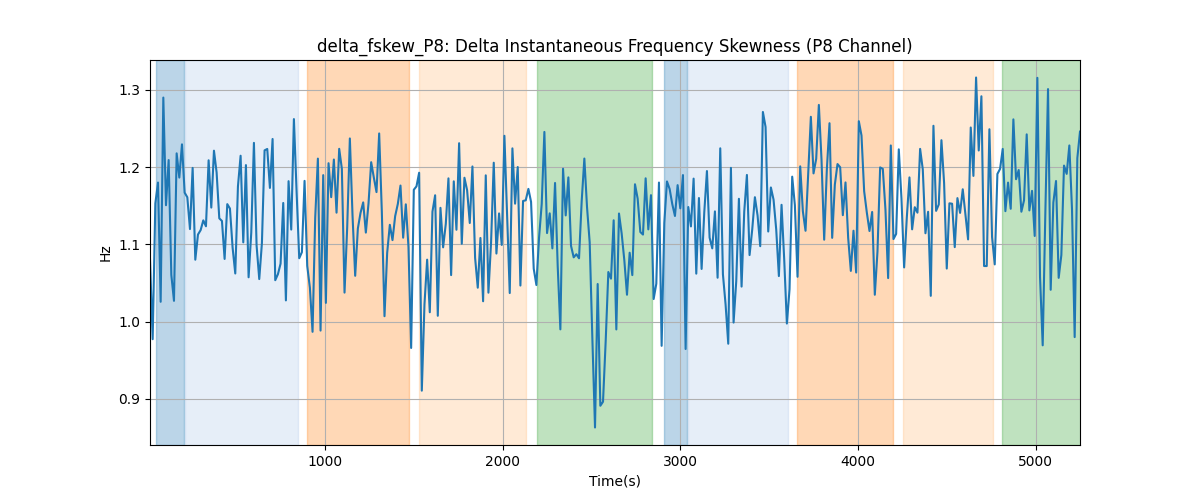 delta_fskew_P8: Delta Instantaneous Frequency Skewness (P8 Channel)
1.3
1.2
1.1
1.0
0.9
Hz
1000 2000 3000 4000 5000
Time(s)